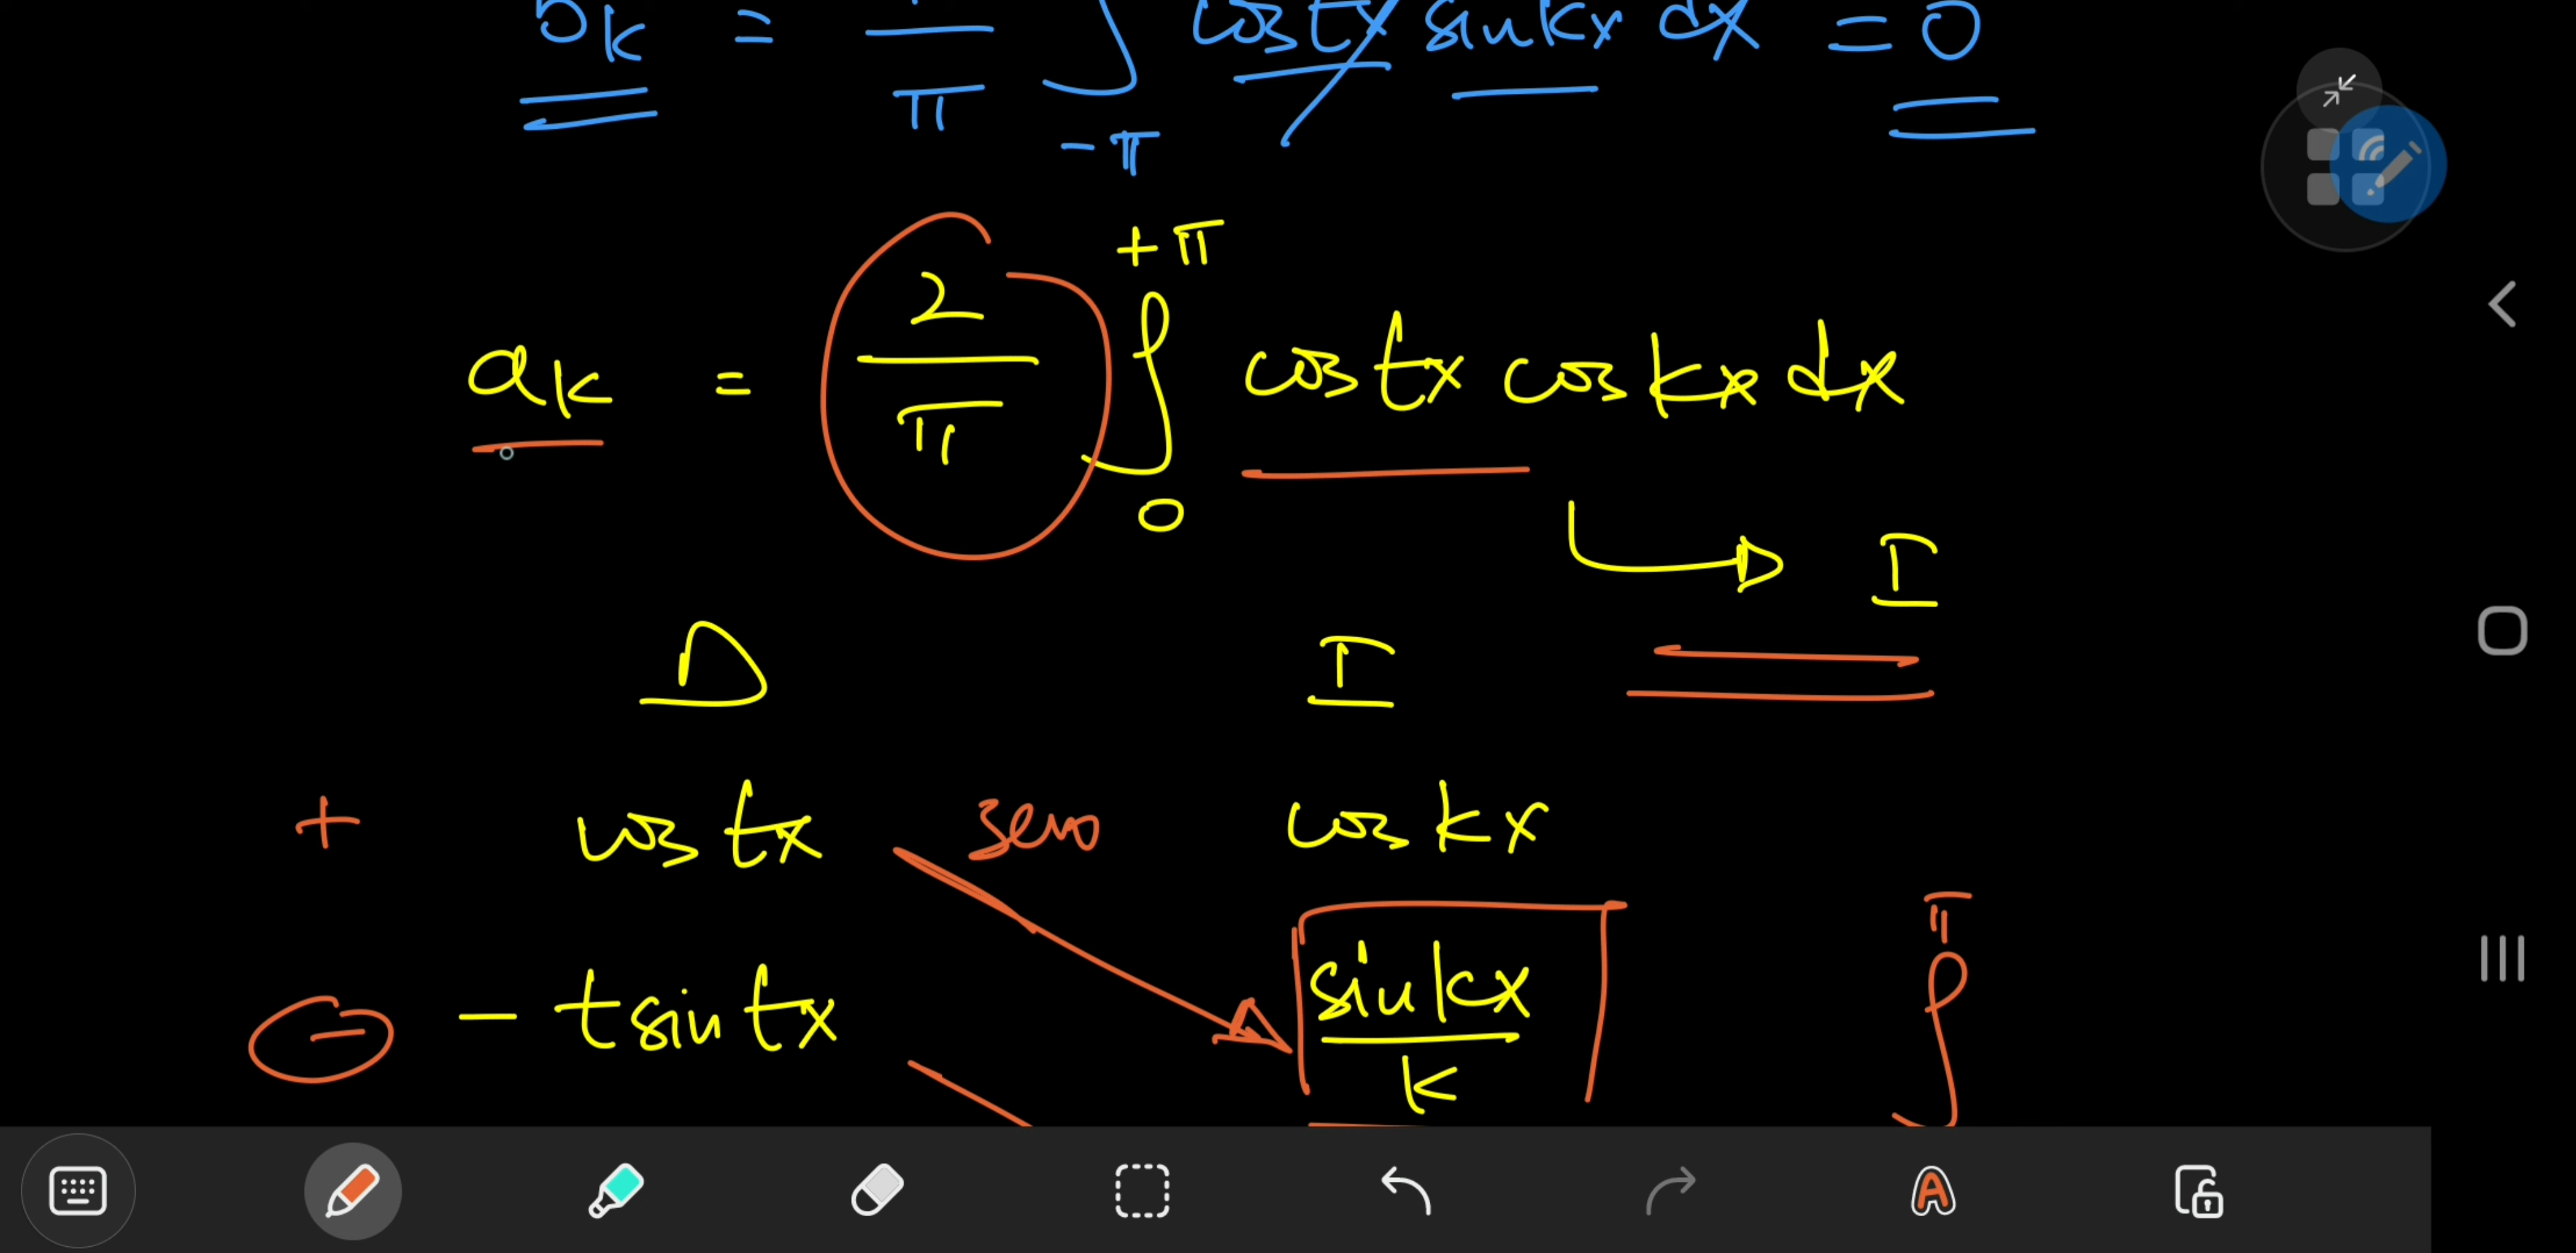 bk = 1/π ∫ -π cos tx sin kx dx = 0
ak = 2/π ∫ 0 +π cos tx cos kx dx
I
D I
+ cos tx zero cos kx
- - t sin tx sin kx / k π ∫
A